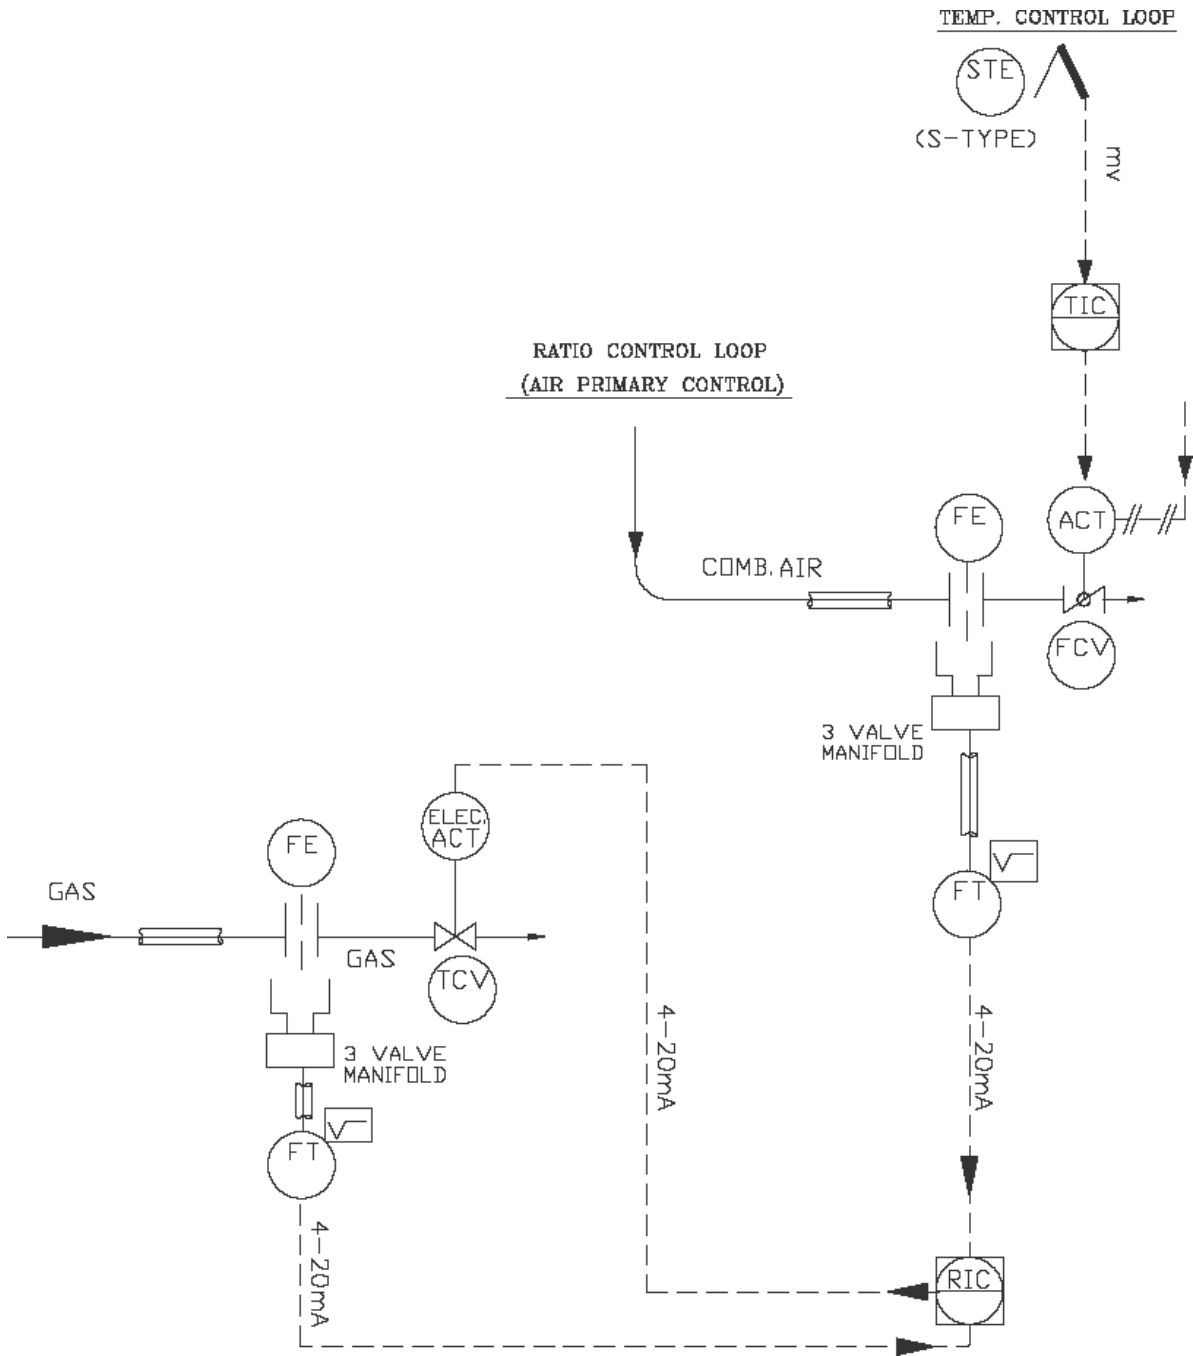 TEMP. CONTROL LOOP
STE
(S-TYPE)
mv
TIC
RATIO CONTROL LOOP
(AIR PRIMARY CONTROL)
FE
ACT
COMB.AIR
FCV
3 VALVE
MANIFOLD
ELEC.
ACT
FE
FT
GAS
GAS
TCV
4-20mA
4-20mA
3 VALVE
MANIFOLD
FT
4-20mA
RIC